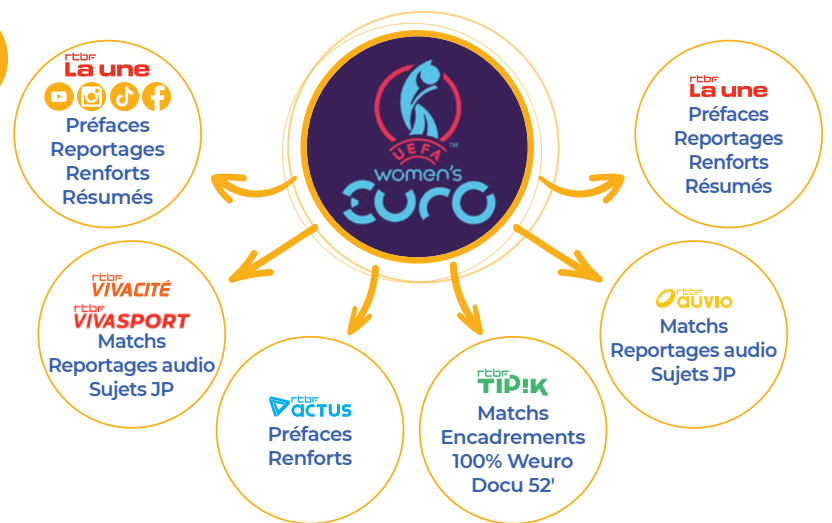 rtbf
La une
Préfaces
Reportages
Renforts
Résumés
UEFA
TM
women's
EURO
rtbf
La une
Préfaces
Reportages
Renforts
Résumés
rtbf
VIVACITÉ
rtbf
VIVASPORT
Matchs
Reportages audio
Sujets JP
rtbf
actus
Préfaces
Renforts
rtbf
TIP!K
Matchs
Encadrements
100% Weuro
Docu 52'
rtbf
auvio
Matchs
Reportages audio
Sujets JP